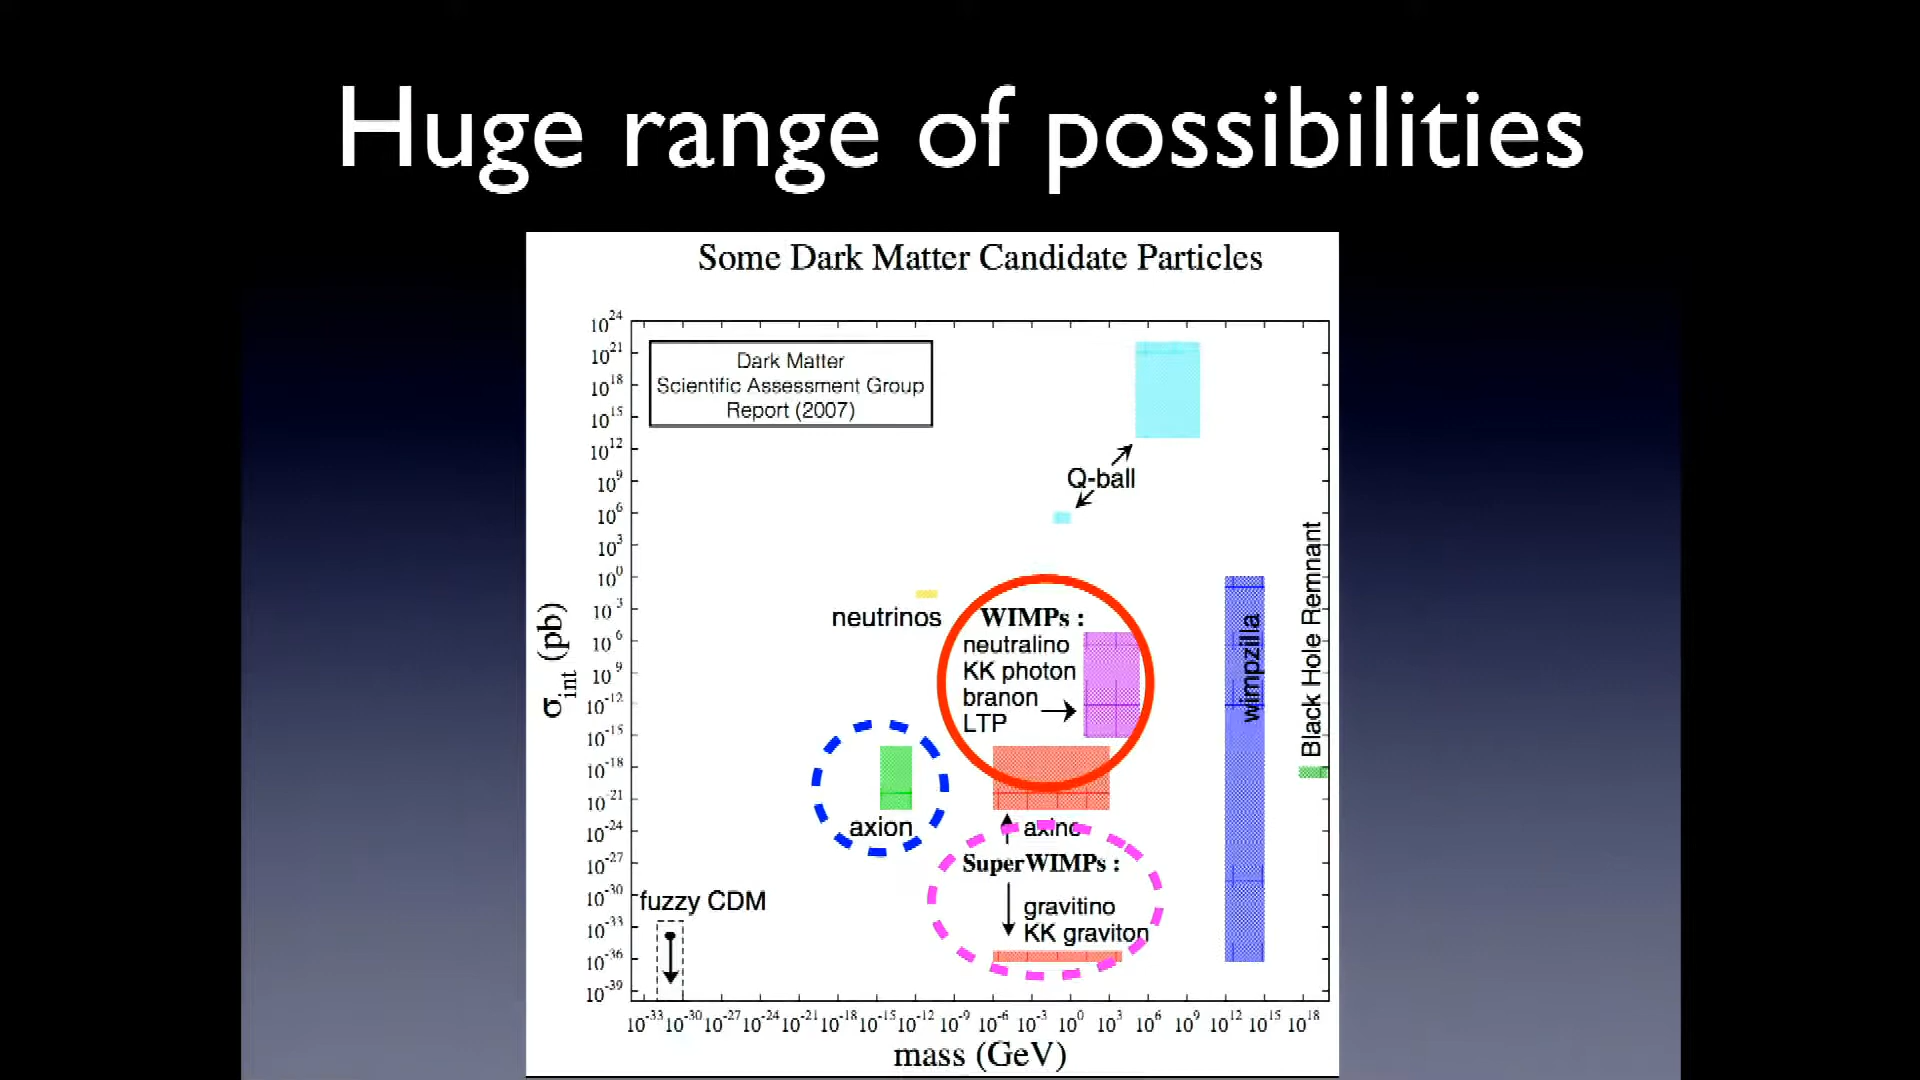 Huge range of possibilities
Some Dark Matter Candidate Particles
Dark Matter
Scientific Assessment Group
Report (2007)
10^24
10^21
10^18
10^15
10^12
10^9
10^6
10^3
10^0
10^3
10^6
10^9
10^-12
10^-15
10^-18
10^-21
10^-24
10^-27
10^-30
10^-33
10^-36
10^-39
σ_int (pb)
Q-ball
neutrinos
WIMPs :
neutralino
KK photon
branon
LTP
wimpzilla
Black Hole Remnant
axion
axino
SuperWIMPs :
gravitino
KK graviton
fuzzy CDM
10^-33 10^-30 10^-27 10^-24 10^-21 10^-18 10^-15 10^-12 10^-9 10^-6 10^-3 10^0 10^3 10^6 10^9 10^12 10^15 10^18
mass (GeV)